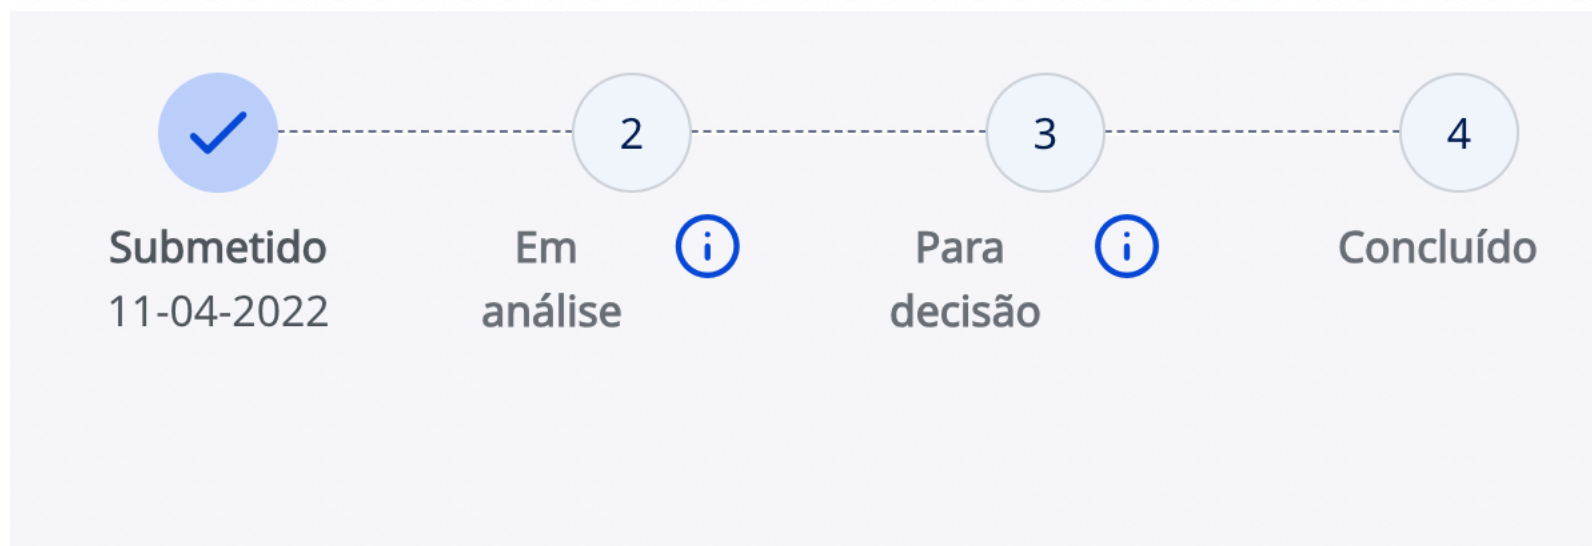 2
3
4
Submetido
11-04-2022
Em
análise
Para
decisão
Concluído